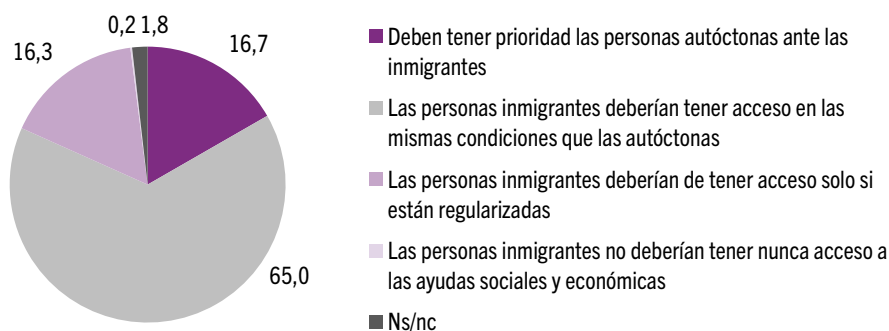 0,2 1,8
16,3
16,7
65,0
Deben tener prioridad las personas autóctonas ante las
inmigrantes
Las personas inmigrantes deberían tener acceso en las
mismas condiciones que las autóctonas
Las personas inmigrantes deberían de tener acceso solo si
están regularizadas
Las personas inmigrantes no deberían tener nunca acceso a
las ayudas sociales y económicas
Ns/nc